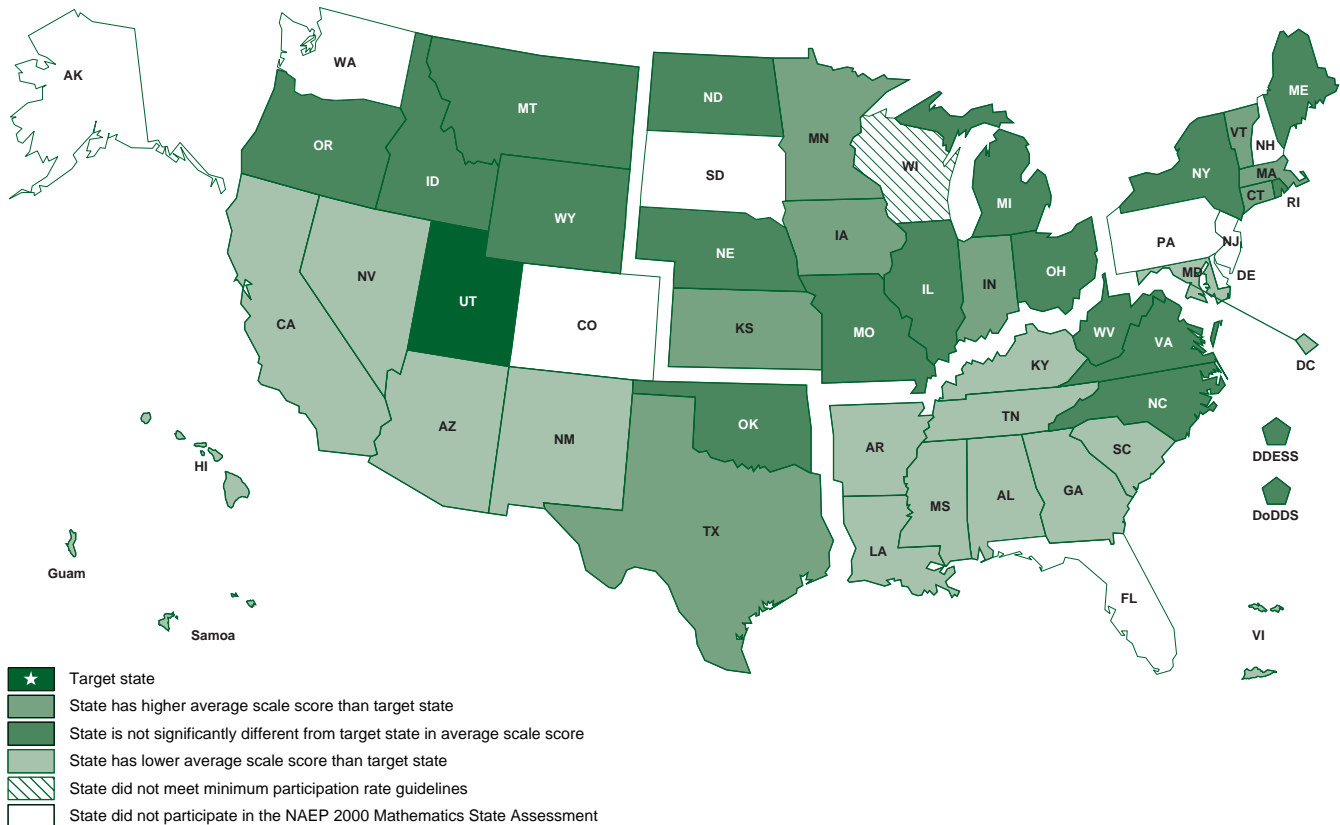 AK
WA
MT
ND
MN
WI
MI
ME
VT
NH
NY
MA
CT
RI
OR
ID
WY
SD
NE
IA
IL
IN
OH
PA
NJ
MD
DE
DC
NV
UT
CO
CA
KS
MO
KY
WV
VA
TN
NC
AZ
NM
OK
AR
SC
MS
AL
GA
LA
TX
FL
DDESS
DoDDS
HI
Guam
Samoa
VI
Target state
State has higher average scale score than target state
State is not significantly different from target state in average scale score
State has lower average scale score than target state
State did not meet minimum participation rate guidelines
State did not participate in the NAEP 2000 Mathematics State Assessment